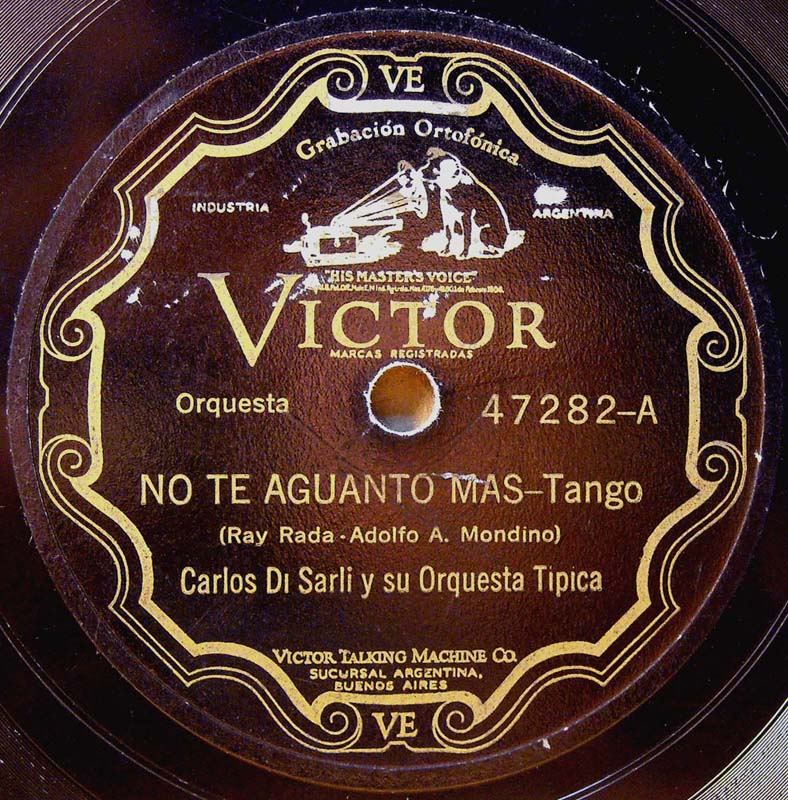 VE
Grabación Ortofónica
INDUSTRIA ARGENTINA
"HIS MASTER'S VOICE"
VICTOR
MARCAS REGISTRADAS
Orquesta 47282-A
NO TE AGUANTO MAS-Tango
(Ray Rada - Adolfo A. Mondino)
Carlos Di Sarli y su Orquesta Tipica
VICTOR TALKING MACHINE CO.
SUCURSAL ARGENTINA,
BUENOS AIRES
VE